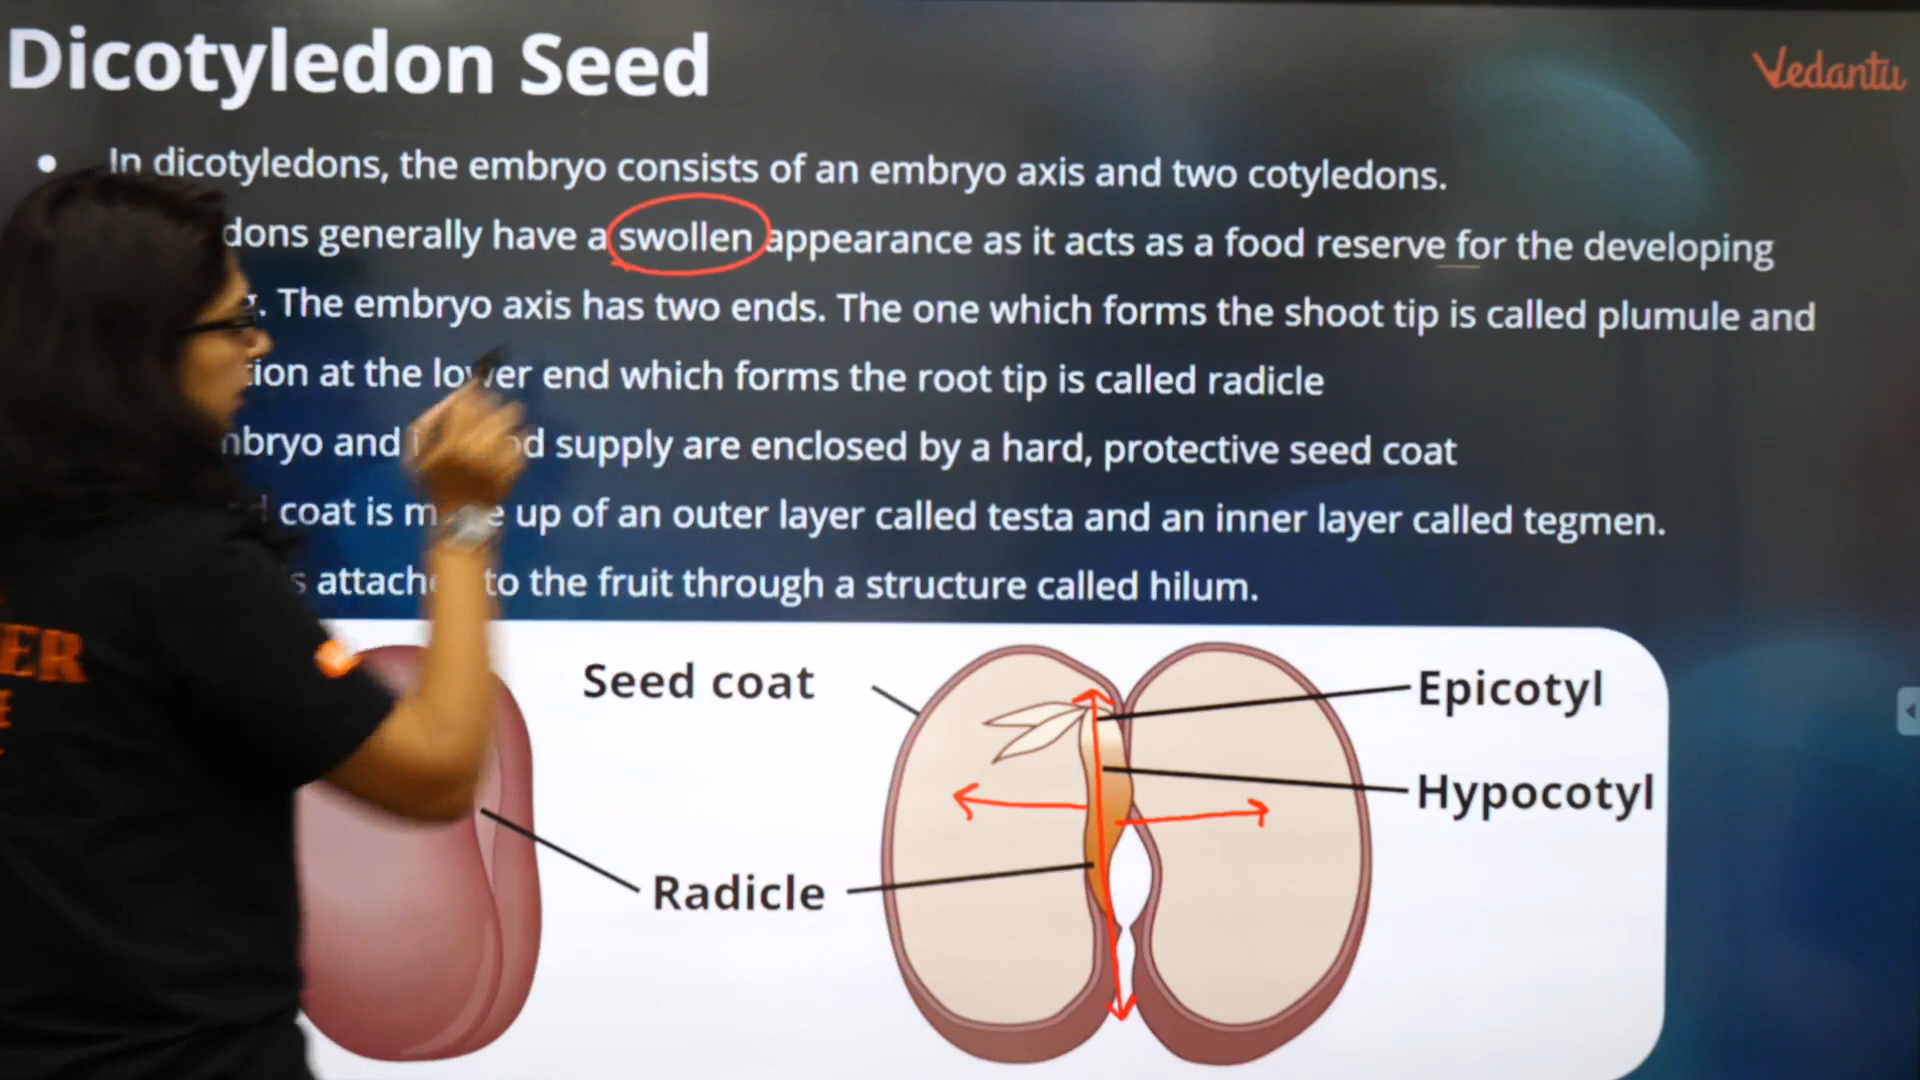 Dicotyledon Seed
Vedantu
In dicotyledons, the embryo consists of an embryo axis and two cotyledons.
dons generally have a swollen appearance as it acts as a food reserve for the developing
. The embryo axis has two ends. The one which forms the shoot tip is called plumule and
tion at the lower end which forms the root tip is called radicle
mbryo and supply are enclosed by a hard, protective seed coat
coat is up of an outer layer called testa and an inner layer called tegmen.
attache to the fruit through a structure called hilum.
ER
E
Seed coat
Epicotyl
Hypocotyl
Radicle